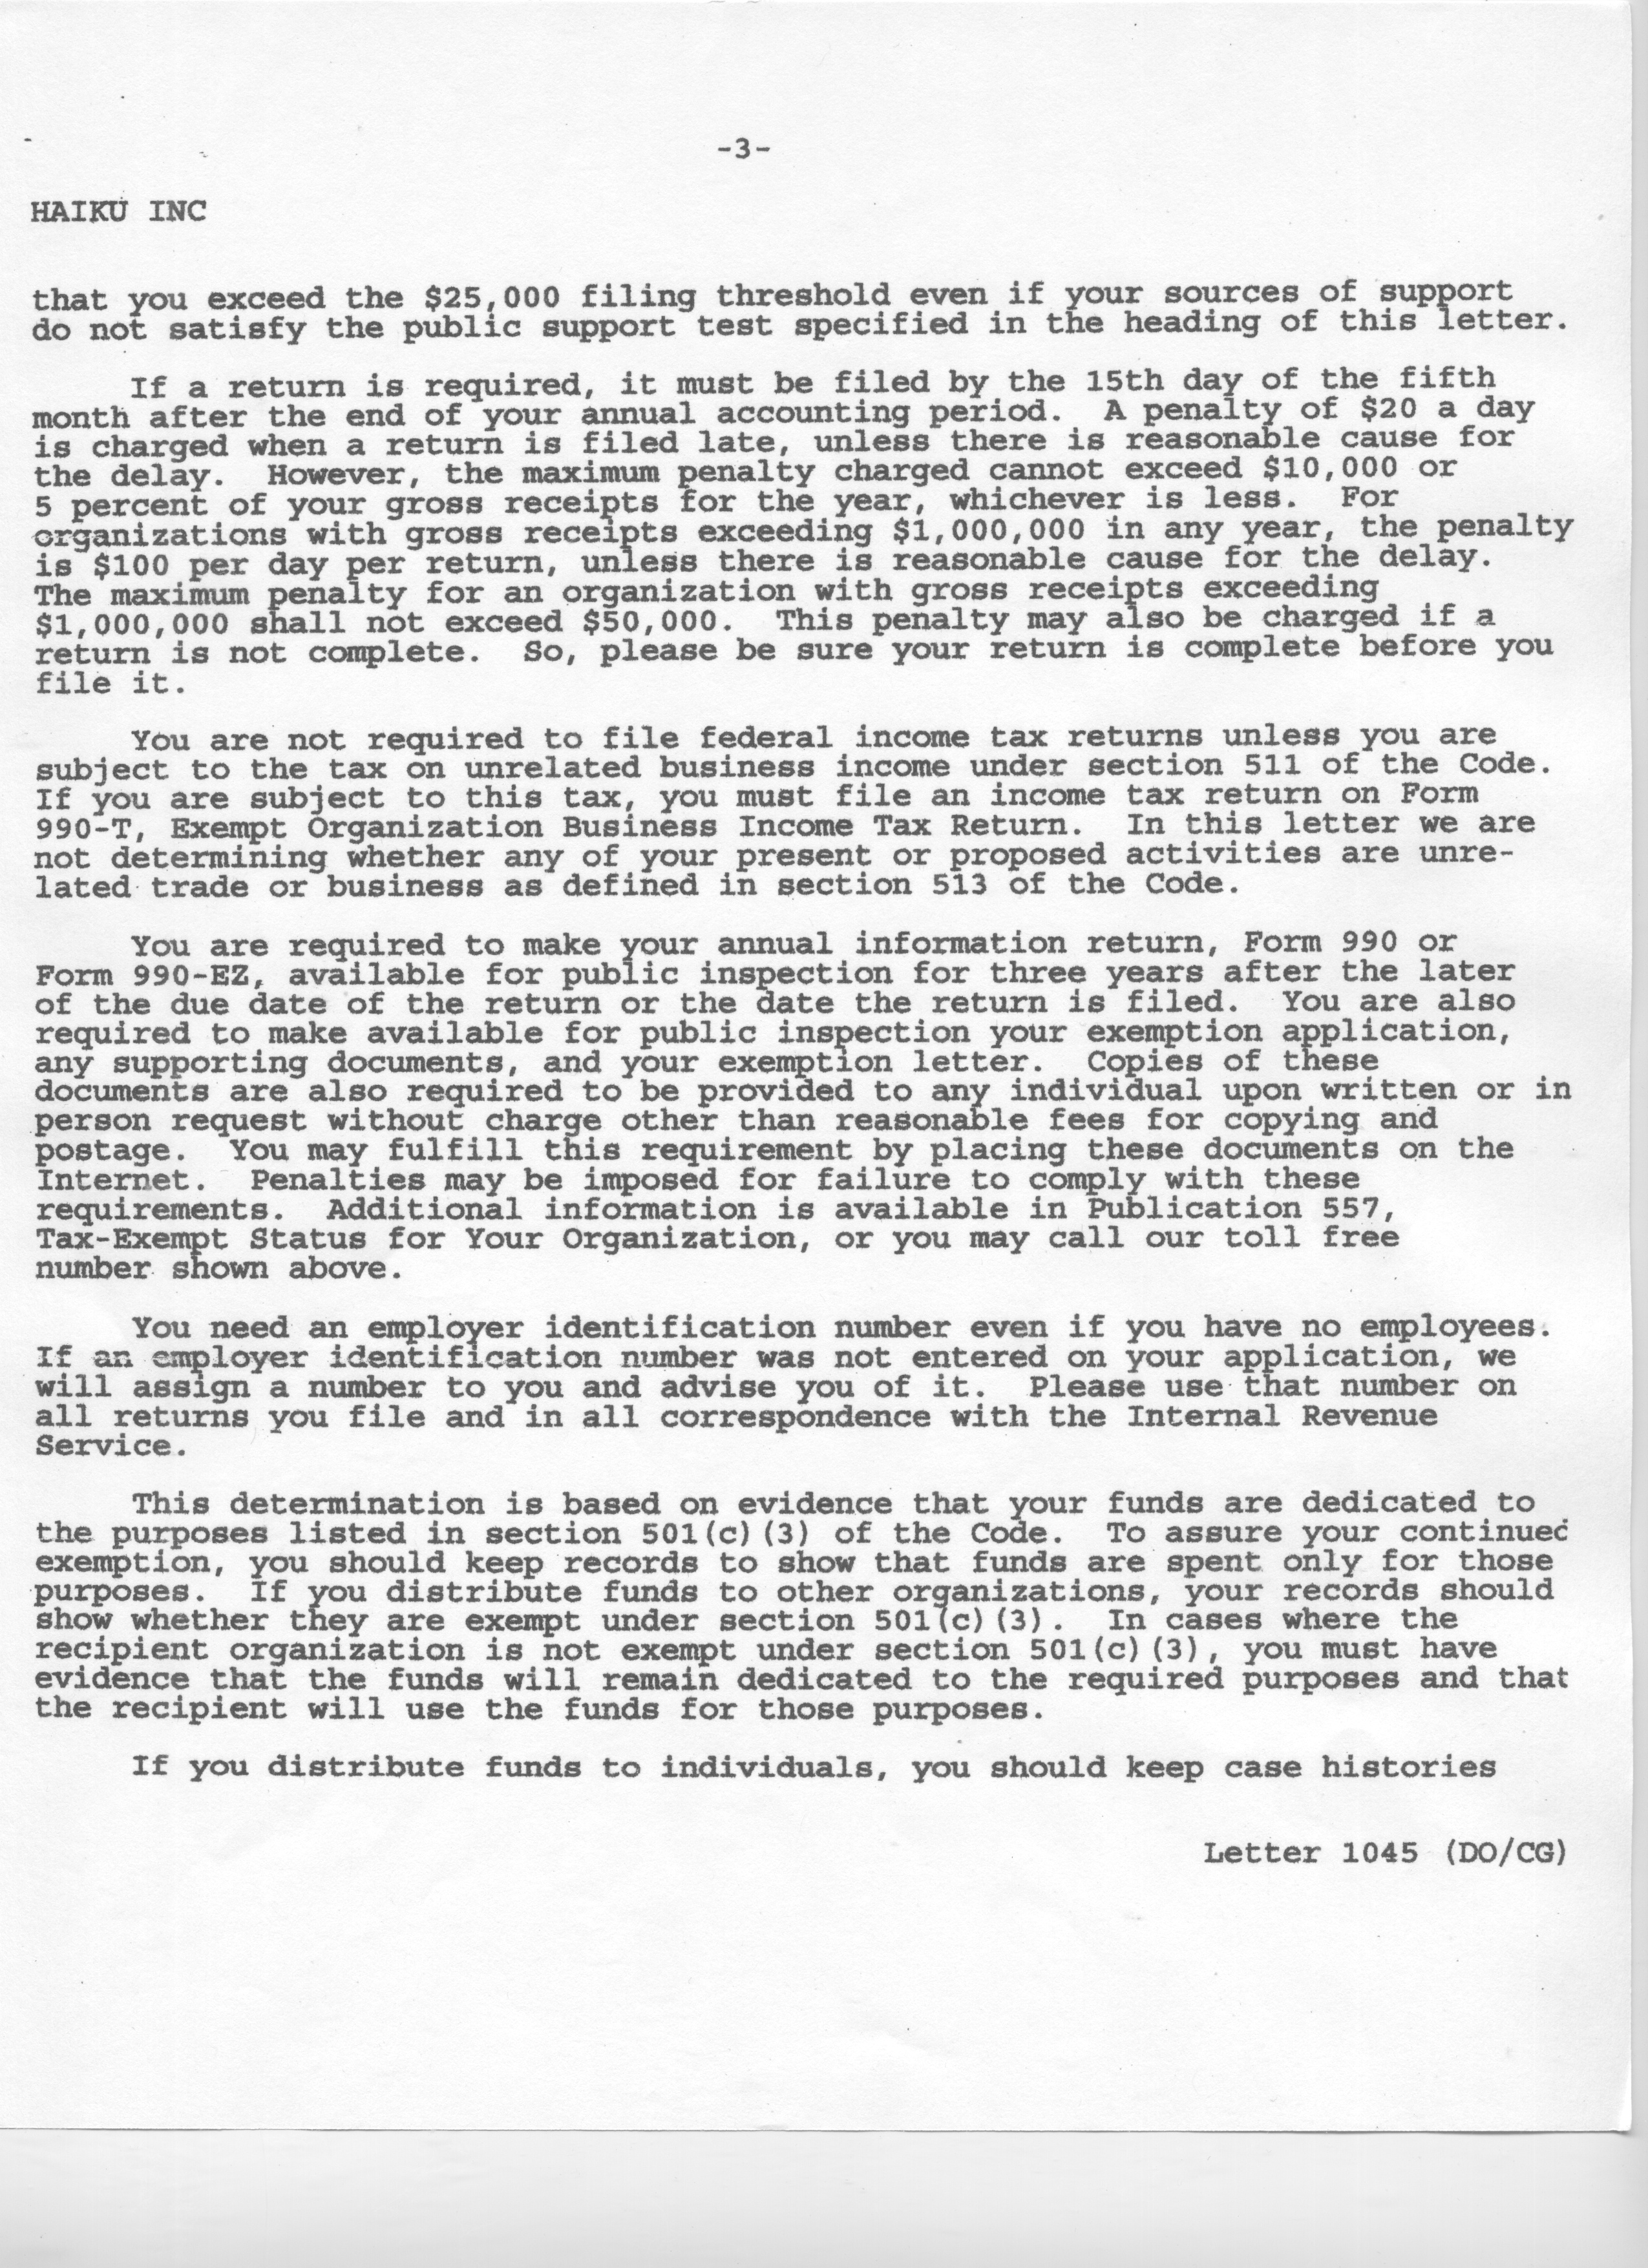 -3-
HAIKU INC
that you exceed the $25,000 filing threshold even if your sources of support
do not satisfy the public support test specified in the heading of this letter.
If a return is required, it must be filed by the 15th day of the fifth
month after the end of your annual accounting period. A penalty of $20 a day
is charged when a return is filed late, unless there is reasonable cause for
the delay. However, the maximum penalty charged cannot exceed $10,000 or
5 percent of your gross receipts for the year, whichever is less. For
organizations with gross receipts exceeding $1,000,000 in any year, the penalty
is $100 per day per return, unless there is reasonable cause for the delay.
The maximum penalty for an organization with gross receipts exceeding
$1,000,000 shall not exceed $50,000. This penalty may also be charged if a
return is not complete. So, please be sure your return is complete before you
file it.
You are not required to file federal income tax returns unless you are
subject to the tax on unrelated business income under section 511 of the Code.
If you are subject to this tax, you must file an income tax return on Form
990-T, Exempt Organization Business Income Tax Return. In this letter we are
not determining whether any of your present or proposed activities are unre-
lated trade or business as defined in section 513 of the Code.
You are required to make your annual information return, Form 990 or
Form 990-EZ, available for public inspection for three years after the later
of the due date of the return or the date the return is filed. You are also
required to make available for public inspection your exemption application,
any supporting documents, and your exemption letter. Copies of these
documents are also required to be provided to any individual upon written or in
person request without charge other than reasonable fees for copying and
postage. You may fulfill this requirement by placing these documents on the
Internet. Penalties may be imposed for failure to comply with these
requirements. Additional information is available in Publication 557,
Tax-Exempt Status for Your Organization, or you may call our toll free
number shown above.
You need an employer identification number even if you have no employees.
If an employer identification number was not entered on your application, we
will assign a number to you and advise you of it. Please use that number on
all returns you file and in all correspondence with the Internal Revenue
Service.
This determination is based on evidence that your funds are dedicated to
the purposes listed in section 501(c)(3) of the Code. To assure your continued
exemption, you should keep records to show that funds are spent only for those
purposes. If you distribute funds to other organizations, your records should
show whether they are exempt under section 501(c)(3). In cases where the
recipient organization is not exempt under section 501(c)(3), you must have
evidence that the funds will remain dedicated to the required purposes and that
the recipient will use the funds for those purposes.
If you distribute funds to individuals, you should keep case histories
Letter 1045 (DO/CG)